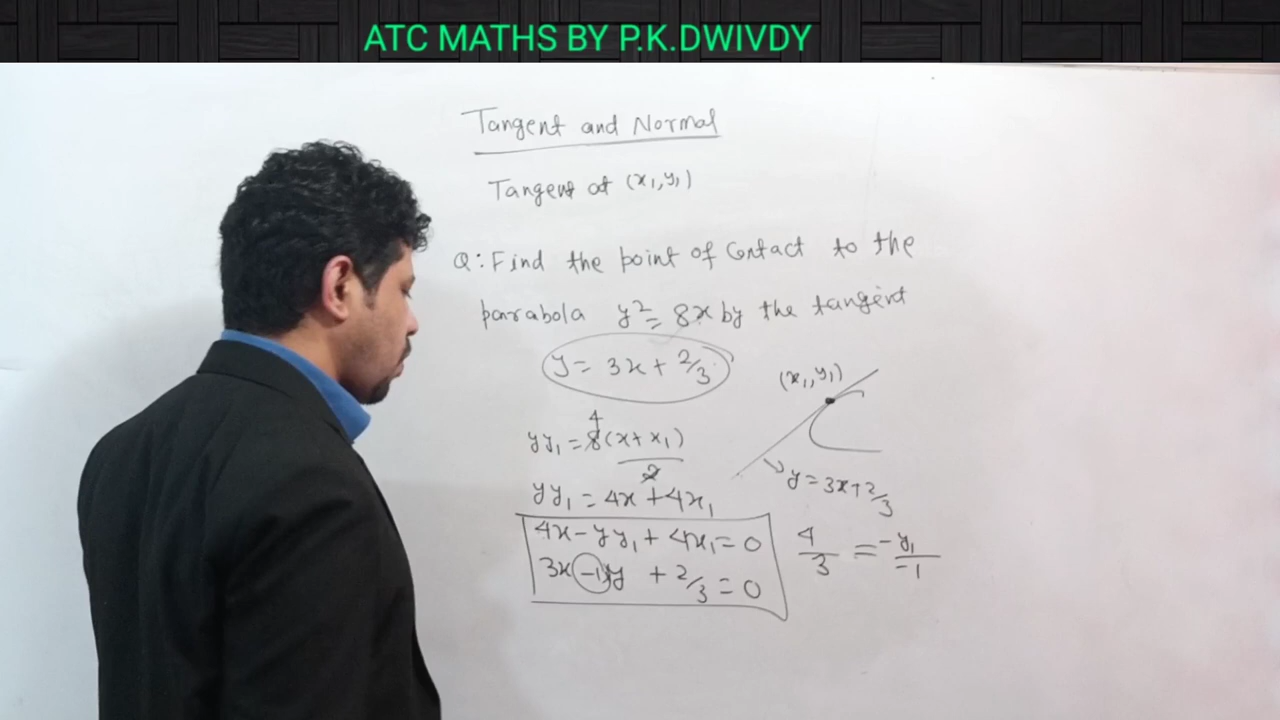 ATC MATHS BY P.K.DWIVDY
Tangent and Normal
Tangent at (x₁,y₁)
Q: Find the point of Contact to the
parabola y² = 8x by the tangent
y = 3x + 2/3
(x₁,y₁)
yy₁ = 8(x+x₁)/2
4
y = 3x+2/3
yy₁ = 4x+4x₁
4x-yy₁+4x₁=0
3x-1y + 2/3 = 0
4/3 = -y₁/-1